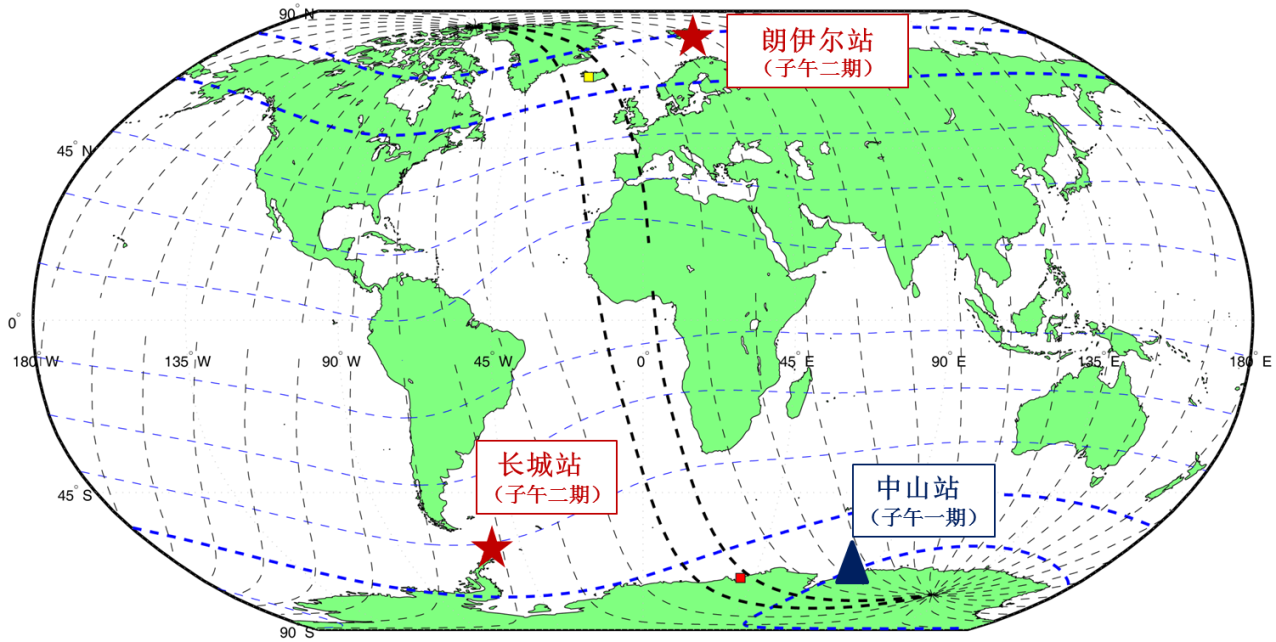 90° N
朗伊尔站
（子午二期）
45° N
0°
180° W
135° W
90° W
45° W
0°
45° E
90° E
135° E
180° E
长城站
（子午二期）
中山站
（子午一期）
45° S
90° S